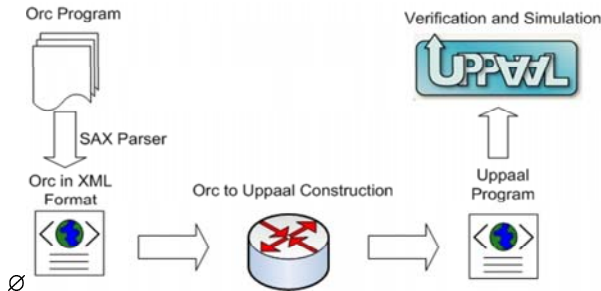 Orc Program
Verification and Simulation
UPPAAL
SAX Parser
Orc in XML
Format
Orc to Uppaal Construction
Uppaal
Program
Ø